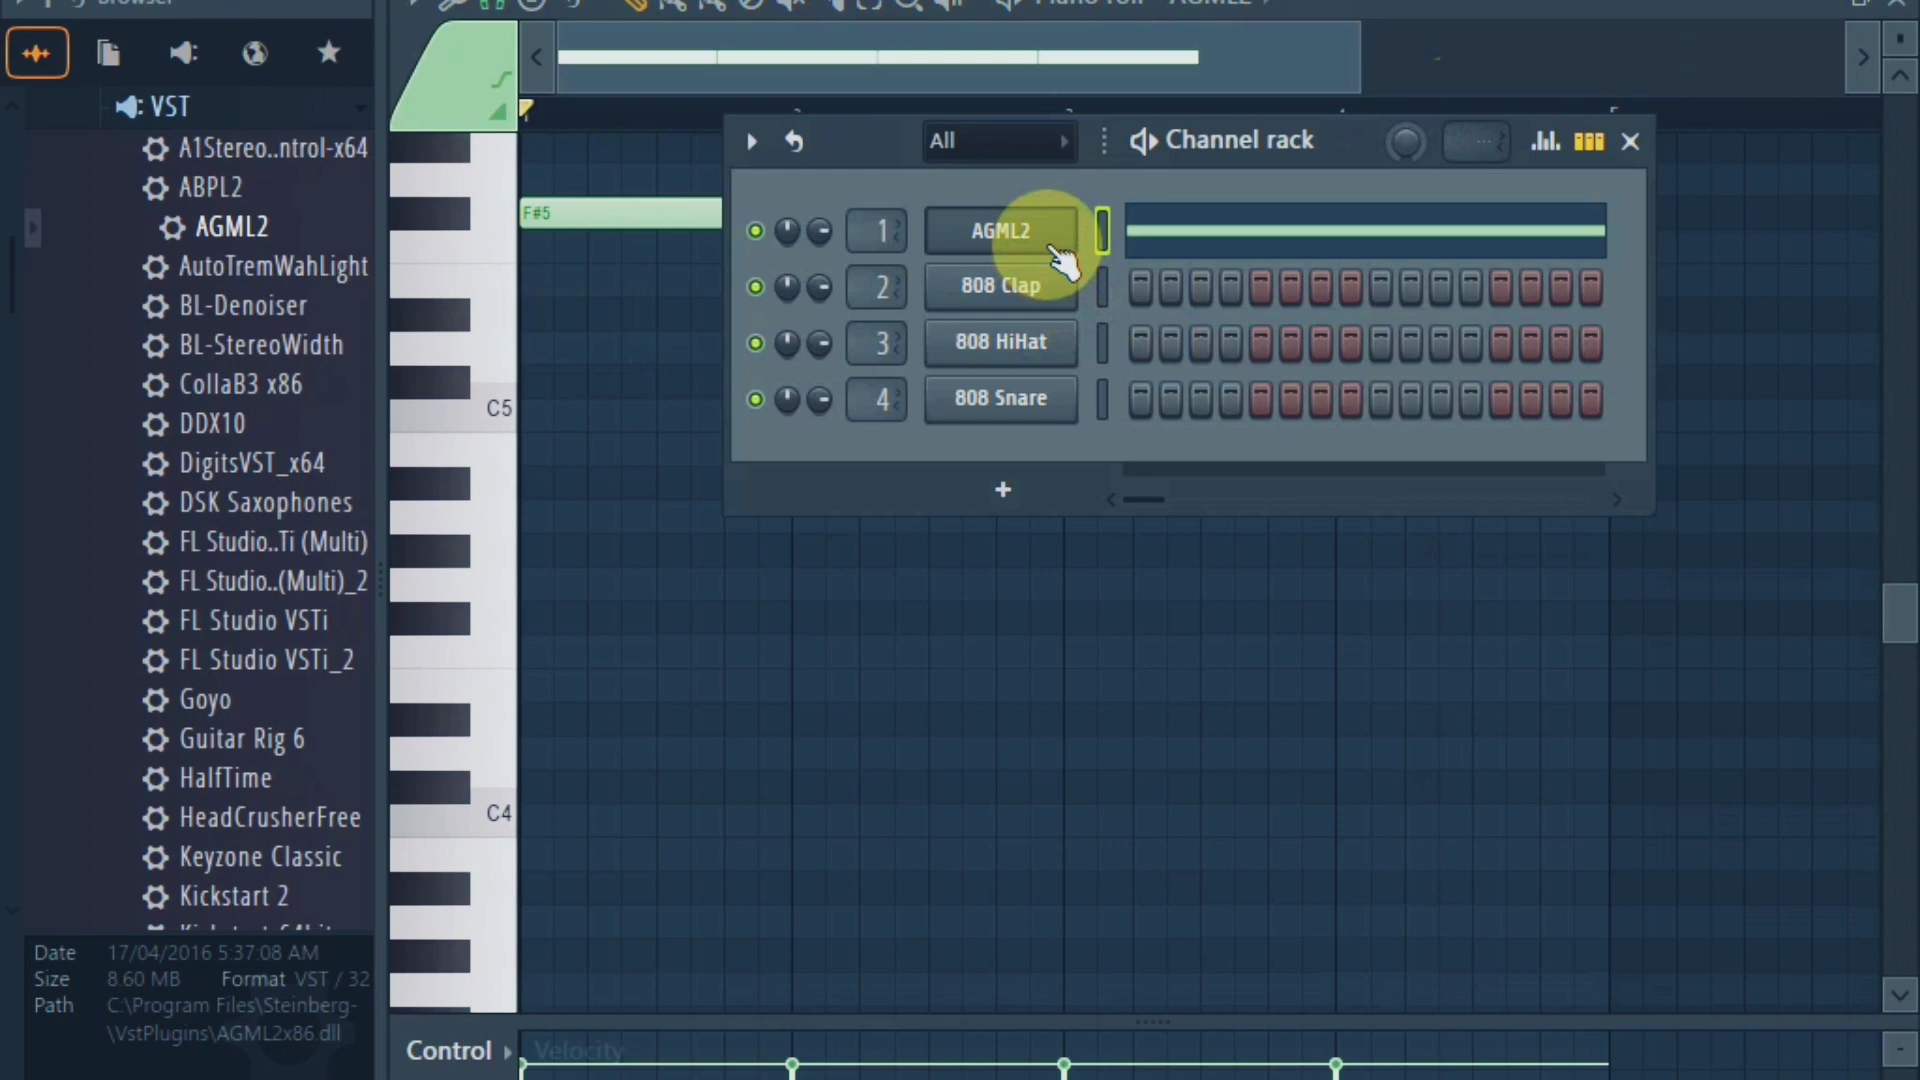 Browser
Piano roll - AGML2
VST
A1Stereo..ntrol-x64
ABPL2
AGML2
AutoTremWahLight
BL-Denoiser
BL-StereoWidth
CollaB3 x86
DDX10
DigitsVST_x64
DSK Saxophones
FL Studio..Ti (Multi)
FL Studio..(Multi)_2
FL Studio VSTi
FL Studio VSTi_2
Goyo
Guitar Rig 6
HalfTime
HeadCrusherFree
Keyzone Classic
Kickstart 2
Date 17/04/2016 5:37:08 AM
Size 8.60 MB Format VST / 32
Path C:\Program Files\Steinberg-
\VstPlugins\AGML2x86.dll
F#5
C5
C4
All Channel rack
1 AGML2
2 808 Clap
3 808 HiHat
4 808 Snare
+
Control Velocity